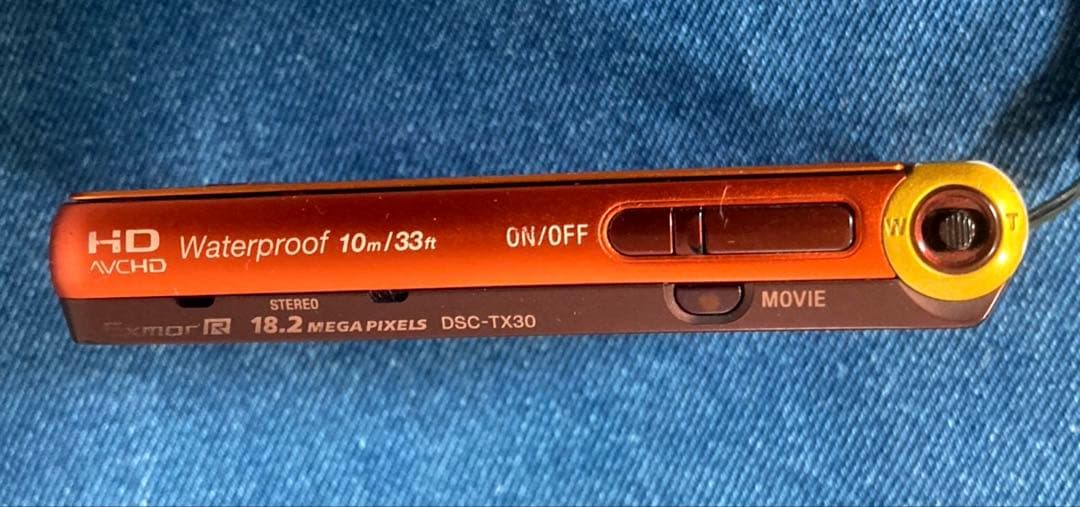 HD
AVCHD
Waterproof 10m/33ft
ON/OFF
W T
STEREO
MOVIE
Exmor R 18.2 MEGA PIXELS DSC-TX30